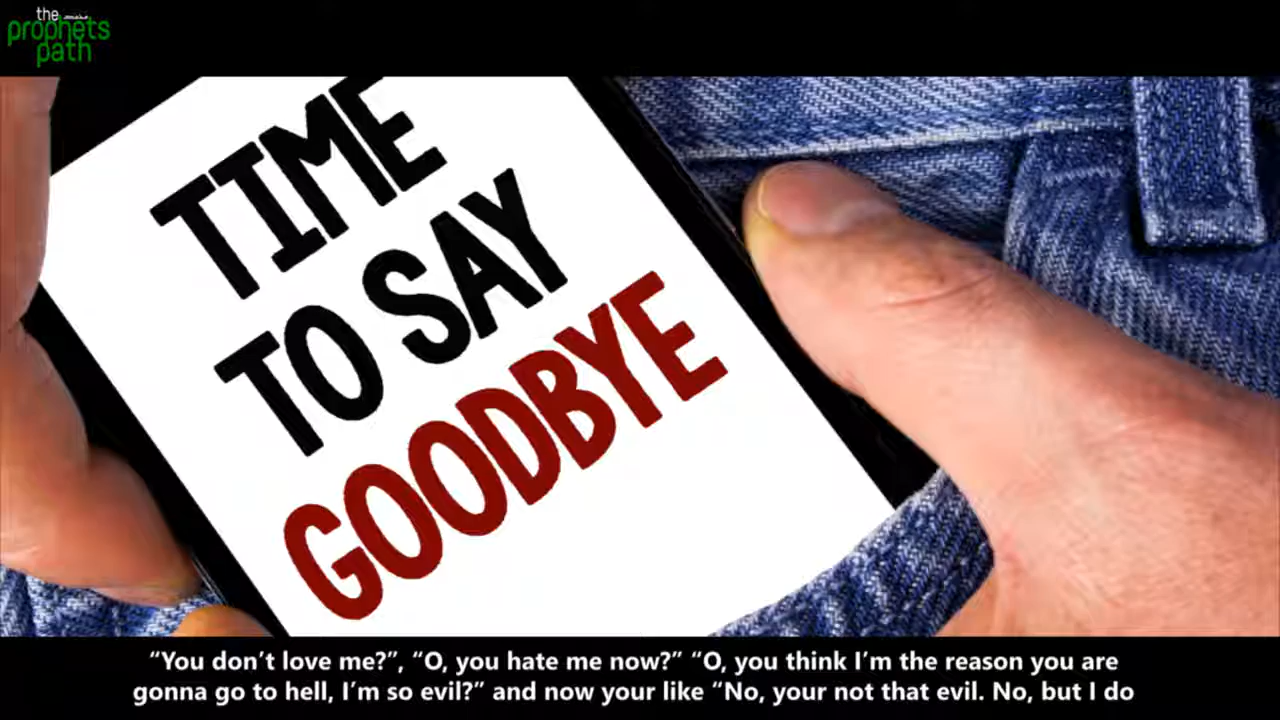 the
prophets
path
TIME
TO SAY
GOODBYE
“You don’t love me?”, “O, you hate me now?” “O, you think I’m the reason you are
gonna go to hell, I’m so evil?” and now your like “No, your not that evil. No, but I do